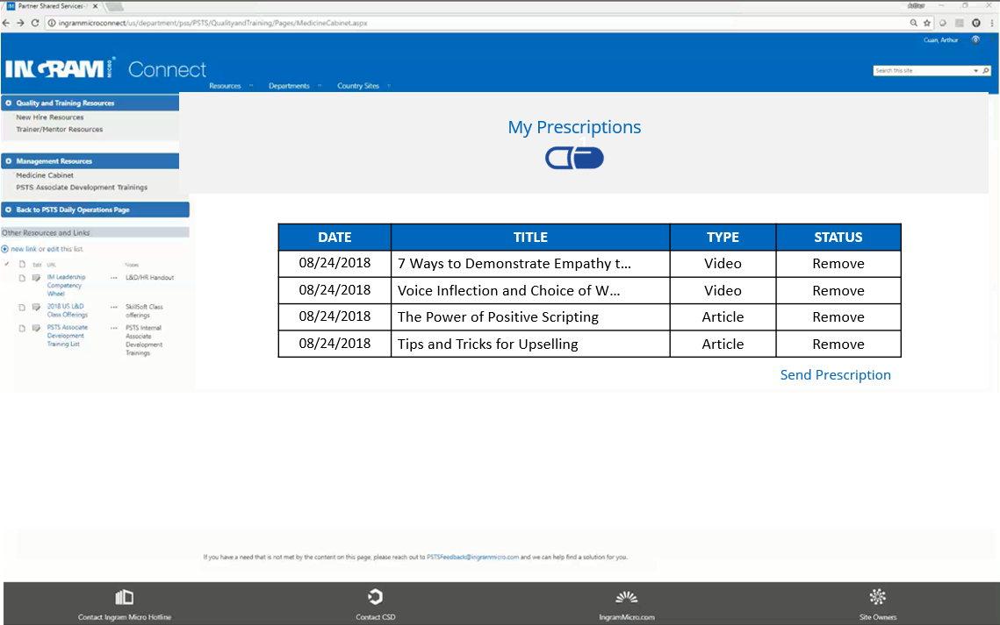 Partner Shared Services -
Arthur
ingrammicroconnect/us/department/pss/PSTS/QualityandTraining/Pages/MedicineCabinet.aspx
Cuan, Arthur
INGRAM MICRO Connect
Search this site
Resources Departments Country Sites
Quality and Training Resources
New Hire Resources
Trainer/Mentor Resources
Management Resources
Medicine Cabinet
PSTS Associate Development Trainings
Back to PSTS Daily Operations Page
Other Resources and Links
new link or edit this list
Edit URL Notes
IM Leadership Competency Wheel ... L&D/HR Handout
2018 US L&D Class Offerings ... SkillSoft Class offerings
PSTS Associate Development Training List ... PSTS Internal Associate Development Trainings
My Prescriptions
1
DATE TITLE TYPE STATUS
08/24/2018 7 Ways to Demonstrate Empathy t... Video Remove
08/24/2018 Voice Inflection and Choice of W... Video Remove
08/24/2018 The Power of Positive Scripting Article Remove
08/24/2018 Tips and Tricks for Upselling Article Remove
Send Prescription
If you have a need that is not met by the content on this page, please reach out to PSTSFeedback@ingrammicro.com and we can help find a solution for you.
Contact Ingram Micro Hotline Contact CSD IngramMicro.com Site Owners